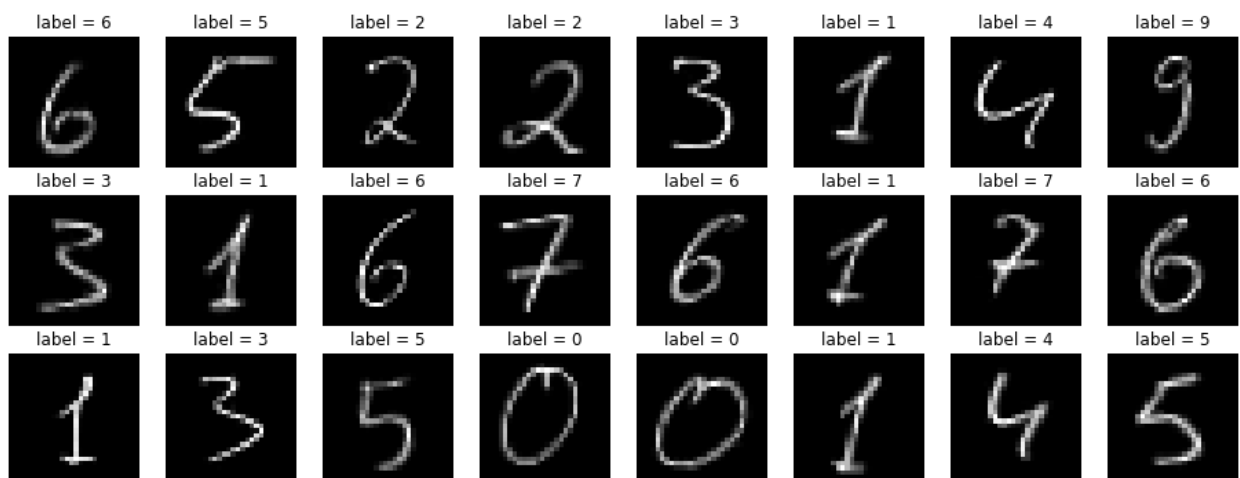 label = 6 label = 5 label = 2 label = 2 label = 3 label = 1 label = 4 label = 9
6 5 2 2 3 1 4 9
label = 3 label = 1 label = 6 label = 7 label = 6 label = 1 label = 7 label = 6
3 1 6 7 6 1 7 6
label = 1 label = 3 label = 5 label = 0 label = 0 label = 1 label = 4 label = 5
1 3 5 0 0 1 4 5